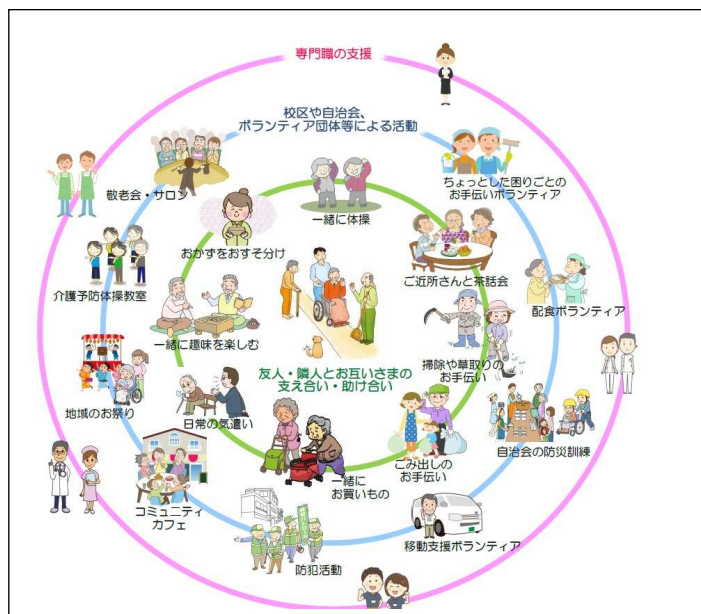 専門職の支援
校区や自治会、
ボランティア団体等による活動
敬老会・サロン
ちょっとした困りごとの
お手伝いボランティア
一緒に体操
おかずをおすそ分け
ご近所さんと茶話会
介護予防体操教室
配食ボランティア
一緒に趣味を楽しむ
掃除や草取りの
お手伝い
友人・隣人とお互いさまの
支え合い・助け合い
地域のお祭り
日常の気遣い
自治会の防災訓練
ごみ出しの
お手伝い
一緒に
お買いもの
コミュニティ
カフェ
移動支援ボランティア
防犯活動